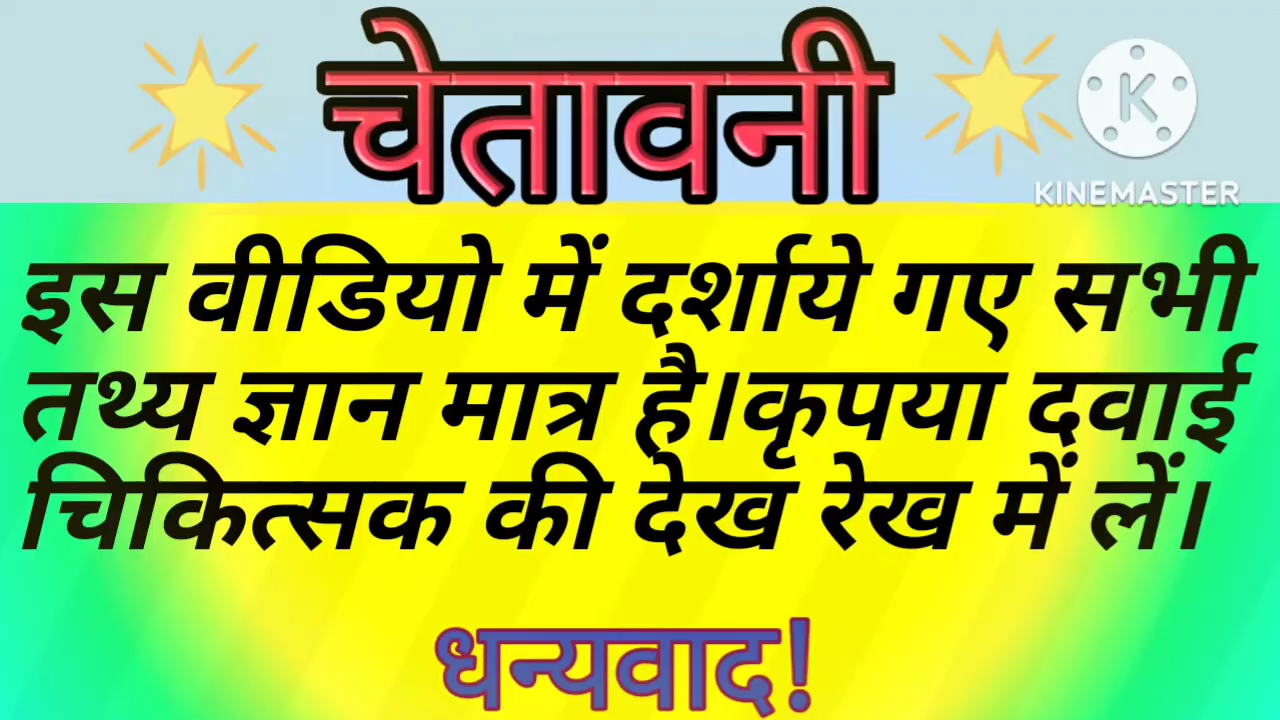 चेतावनी
K
KINEMASTER
इस वीडियो में दर्शाये गए सभी
तथ्य ज्ञान मात्र है।कृपया दवाई
चिकित्सक की देख रेख में लें।
धन्यवाद!